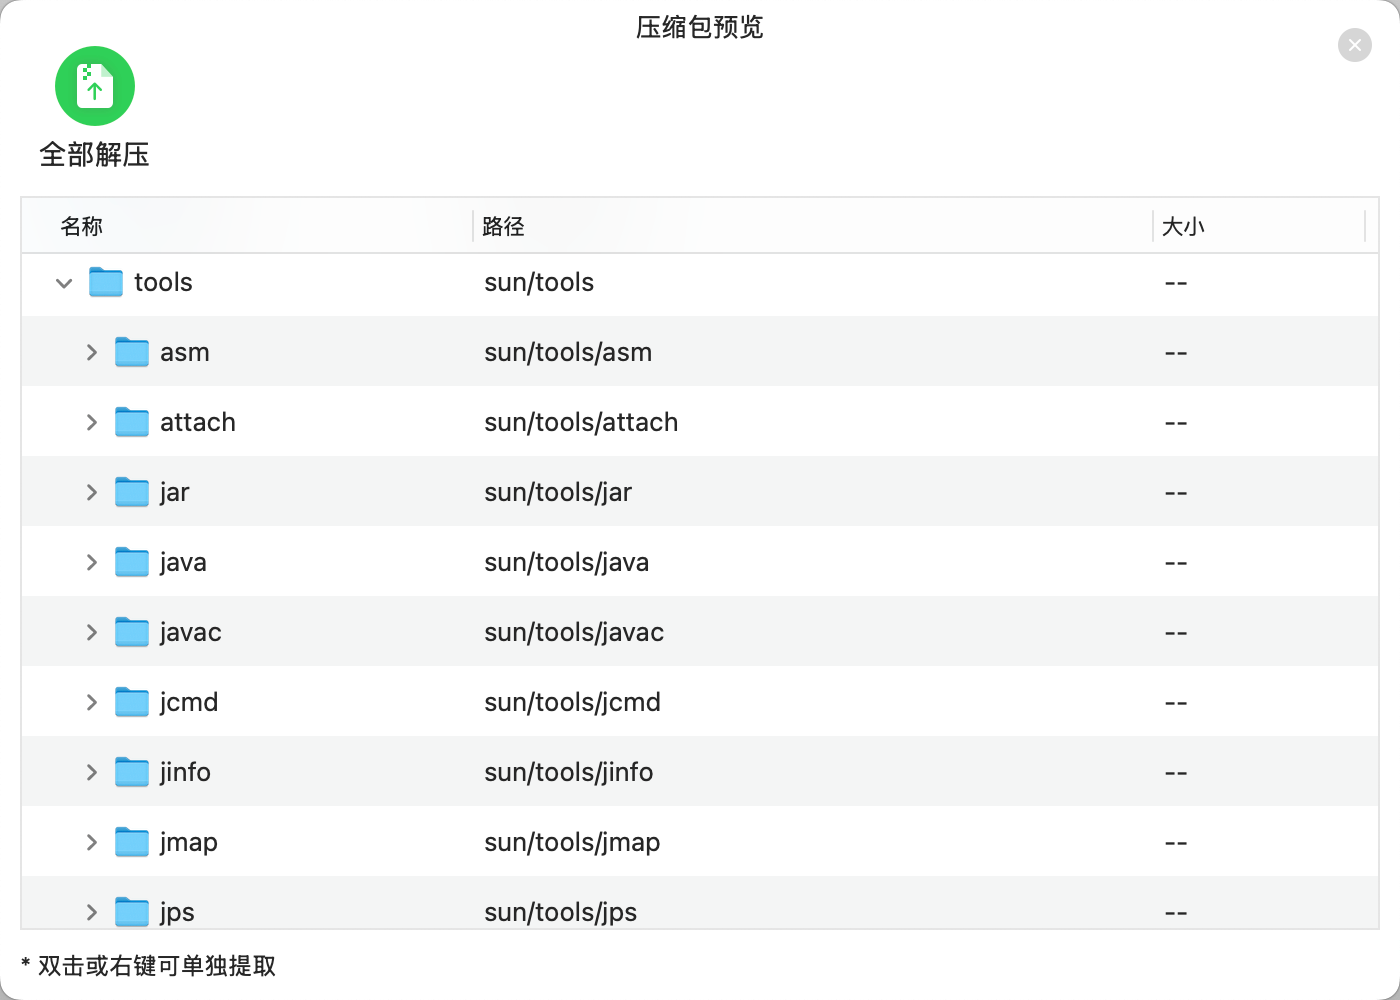 压缩包预览
全部解压
名称 路径 大小
tools sun/tools --
asm sun/tools/asm --
attach sun/tools/attach --
jar sun/tools/jar --
java sun/tools/java --
javac sun/tools/javac --
jcmd sun/tools/jcmd --
jinfo sun/tools/jinfo --
jmap sun/tools/jmap --
jps sun/tools/jps --
* 双击或右键可单独提取